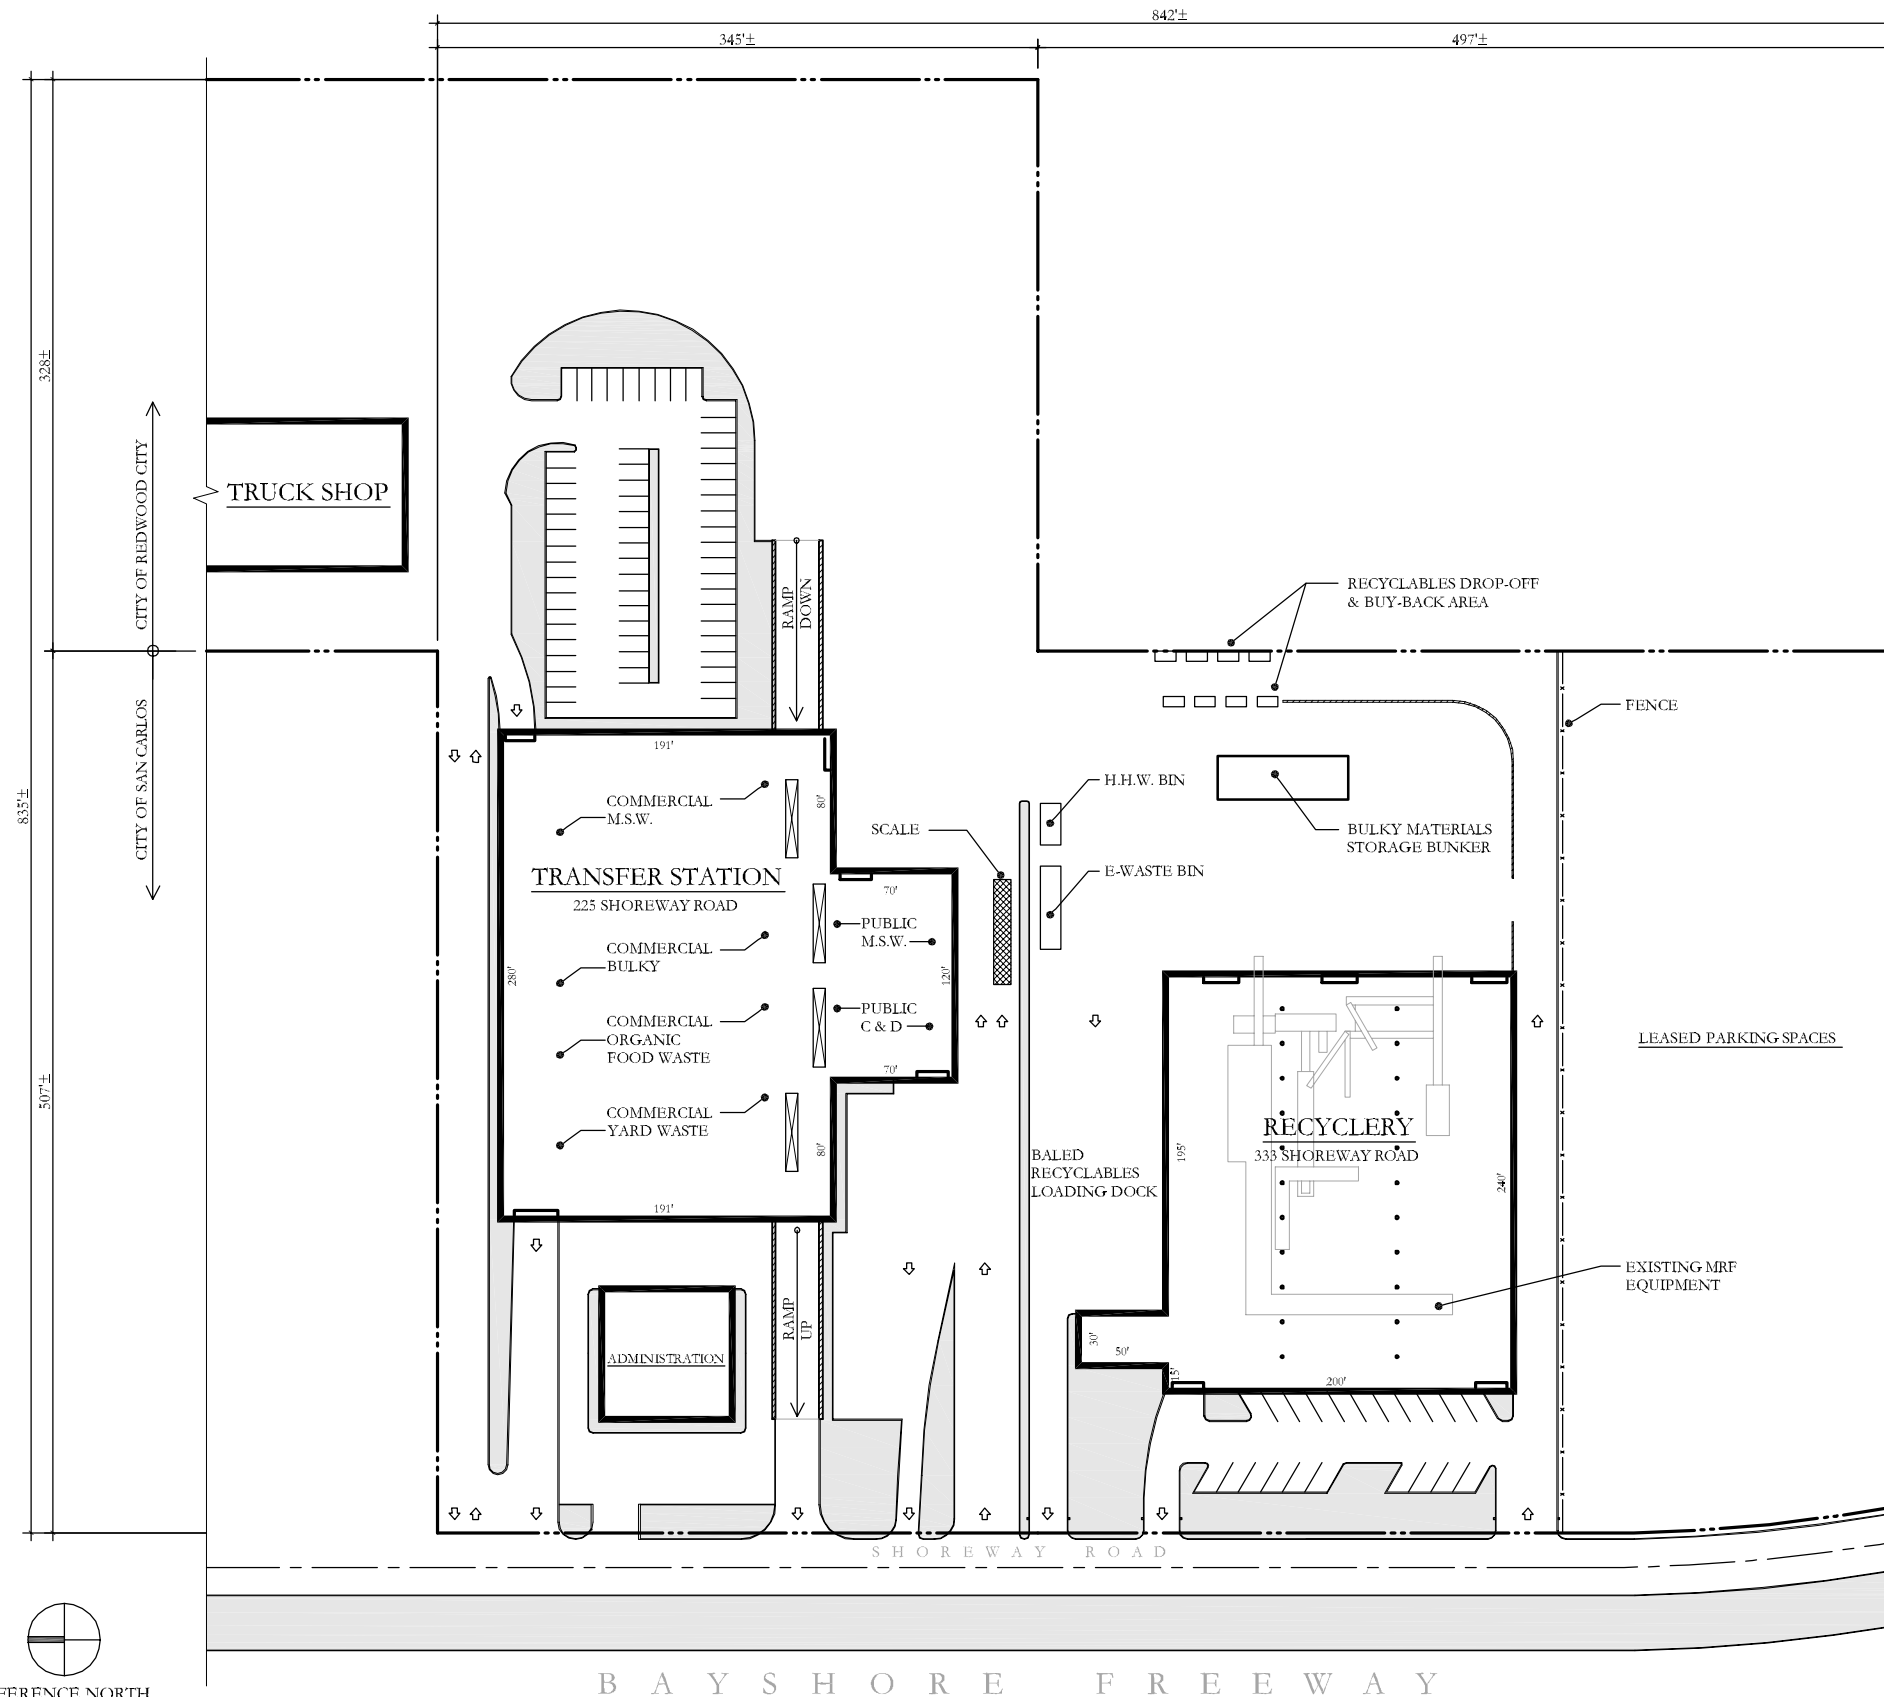 842'±
345'±
497'±
328±
CITY OF REDWOOD CITY
TRUCK SHOP
RAMP
DOWN
RECYCLABLES DROP-OFF
& BUY-BACK AREA
CITY OF SAN CARLOS
835'±
507'±
FENCE
191'
80'
COMMERCIAL
M.S.W.
H.H.W. BIN
SCALE
BULKY MATERIALS
STORAGE BUNKER
TRANSFER STATION
225 SHOREWAY ROAD
E-WASTE BIN
70'
PUBLIC
M.S.W.
COMMERCIAL
BULKY
280'
120'
PUBLIC
C & D
COMMERCIAL
ORGANIC
FOOD WASTE
LEASED PARKING SPACES
70'
COMMERCIAL
YARD WASTE
80'
RECYCLERY
333 SHOREWAY ROAD
195'
240'
BALED
RECYCLABLES
LOADING DOCK
191'
EXISTING MRF
EQUIPMENT
RAMP
UP
30'
50'
15'
200'
ADMINISTRATION
SHOREWAY ROAD
BAYSHORE FREEWAY
NORTH